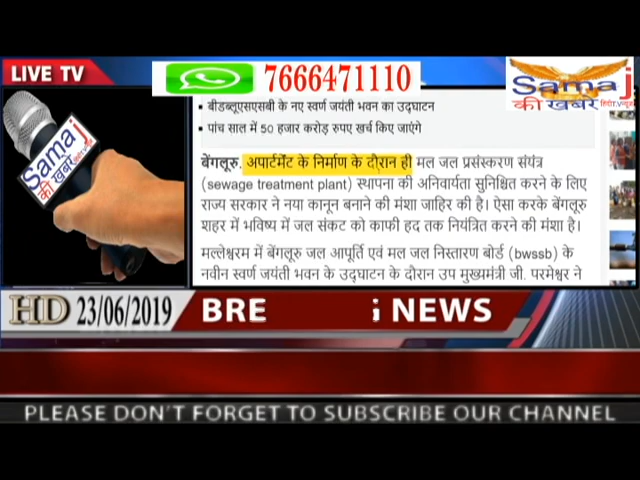 LIVE TV
7666471110
Samaj
की खबरें
Samaj
की खबरें
बीडब्लूएसएसबी के नए स्वर्ण जयंती भवन का उद्घाटन
पांच साल में 50 हजार करोड़ रुपए खर्च किए जाएंगे
बेंगलूरु. अपार्टमेंट के निर्माण के दौरान ही मल जल प्रसंस्करण संयंत्र
(sewage treatment plant) स्थापना की अनिवार्यता सुनिश्चित करने के लिए
राज्य सरकार ने नया कानून बनाने की मंशा जाहिर की है। ऐसा करके बेंगलूरु
शहर में भविष्य में जल संकट को काफी हद तक नियंत्रित करने की मंशा है।
मल्लेश्वरम में बेंगलूरु जल आपूर्ति एवं मल जल निस्तारण बोर्ड (bwssb) के
नवीन स्वर्ण जयंती भवन के उद्घाटन के दौरान उप मुख्यमंत्री जी. परमेश्वर ने
HD 23/06/2019 BRE NEWS
PLEASE DON'T FORGET TO SUBSCRIBE OUR CHANNEL